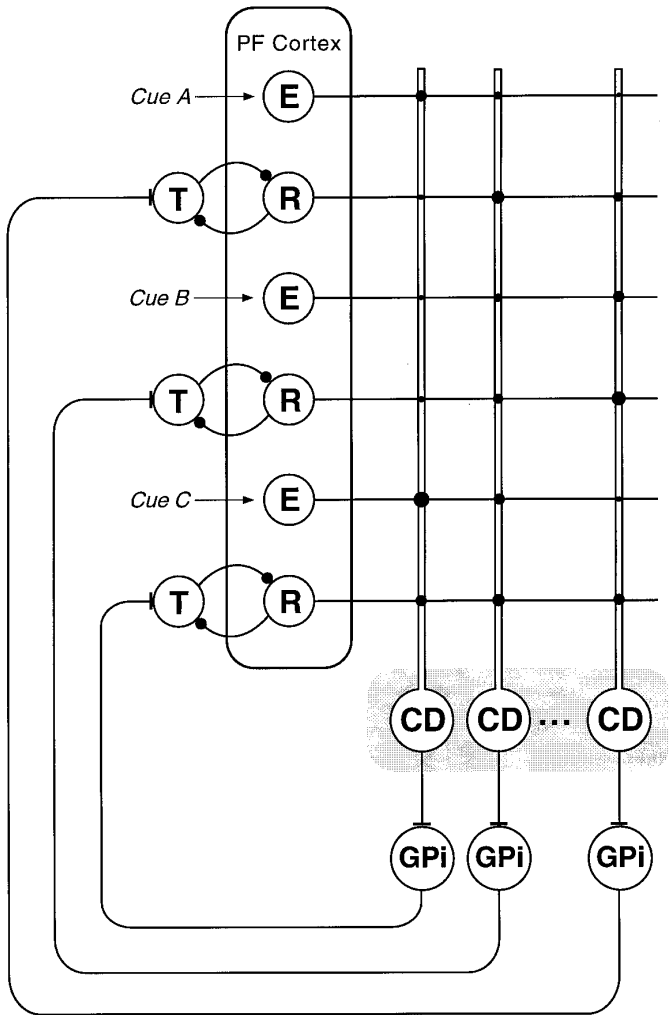 PF Cortex
Cue A E
T R
Cue B E
T R
Cue C E
T R
CD CD ... CD
GPi GPi GPi